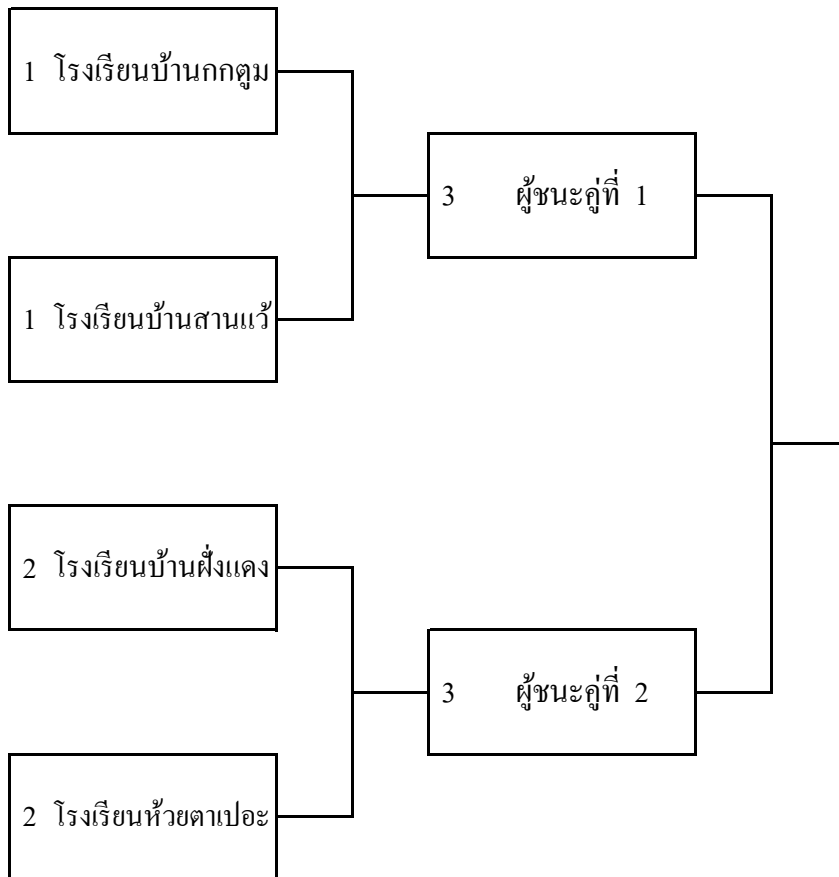 1 โรงเรียนบ้านกกตูม
3 ผู้ชนะคู่ที่ 1
1 โรงเรียนบ้านสานแว้
2 โรงเรียนบ้านฝั่งแดง
3 ผู้ชนะคู่ที่ 2
2 โรงเรียนห้วยตาเปอะ